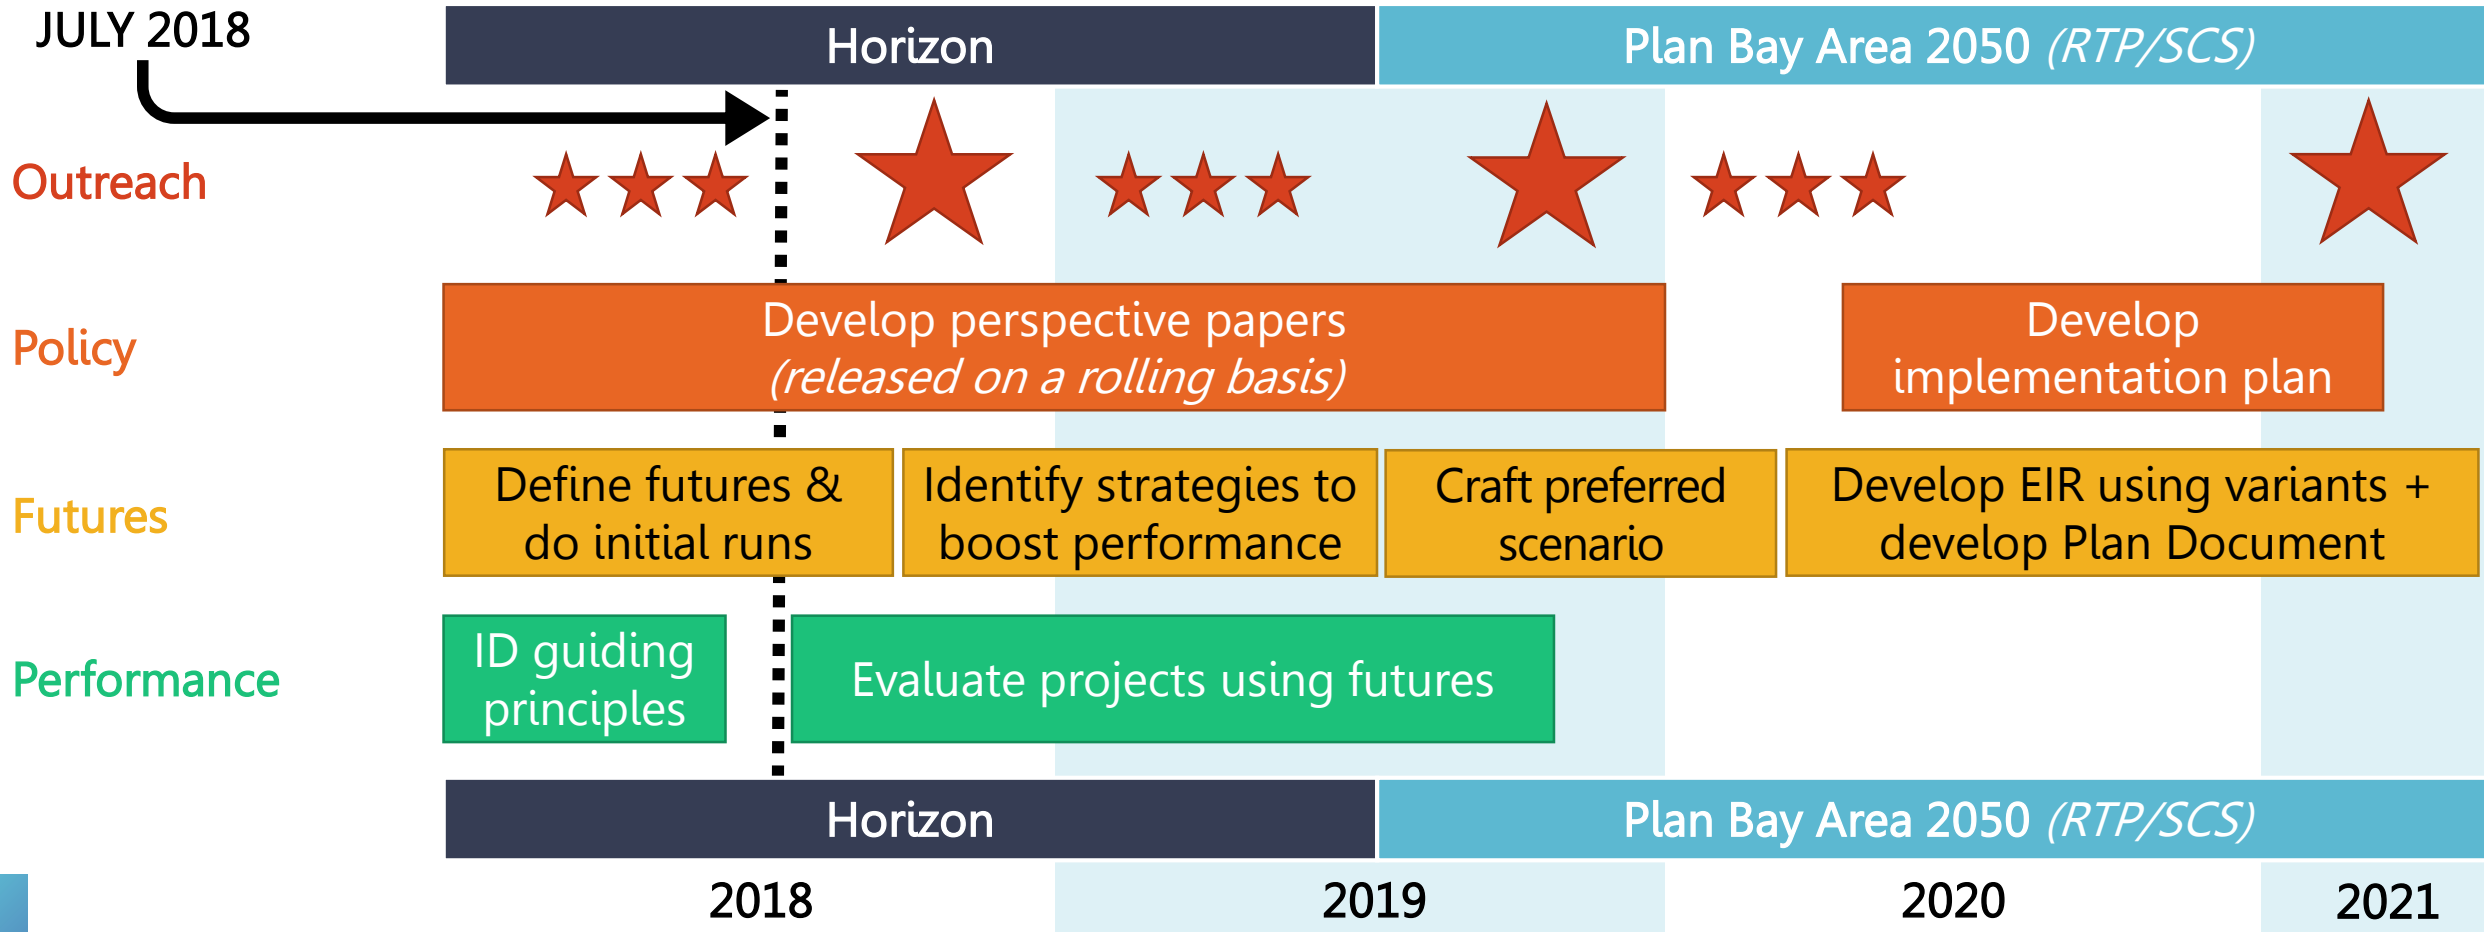 JULY 2018
Horizon
Plan Bay Area 2050 (RTP/SCS)
Outreach
Policy
Develop perspective papers
(released on a rolling basis)
Develop
implementation plan
Futures
Define futures &
do initial runs
Identify strategies to
boost performance
Craft preferred
scenario
Develop EIR using variants +
develop Plan Document
Performance
ID guiding
principles
Evaluate projects using futures
Horizon
Plan Bay Area 2050 (RTP/SCS)
2018
2019
2020
2021